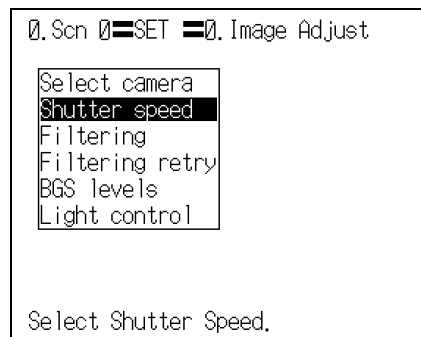 0.Scn 0=SET =0.Image Adjust
Select camera
Shutter speed
Filtering
Filtering retry
BGS levels
Light control
Select Shutter Speed.